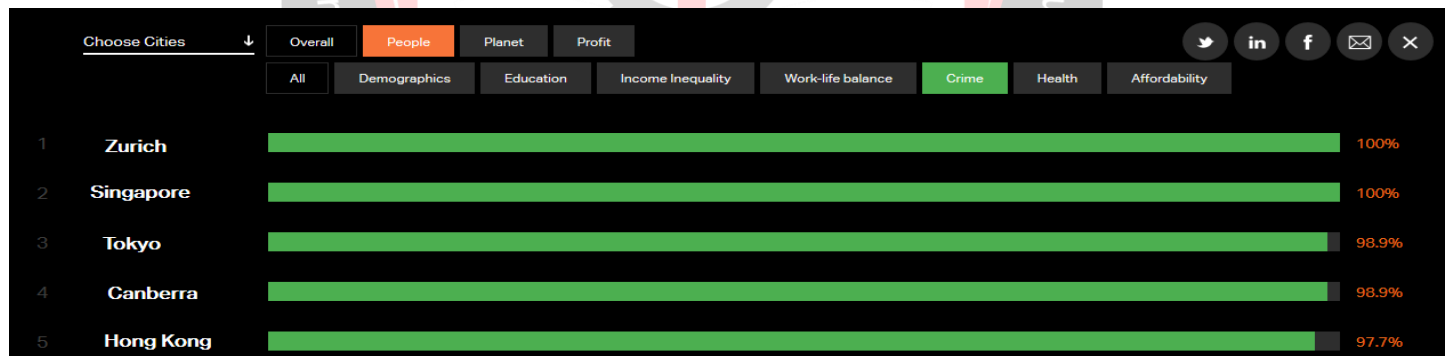 Choose Cities ↓ Overall People Planet Profit in f
All Demographics Education Income Inequality Work-life balance Crime Health Affordability
1 Zurich 100%
2 Singapore 100%
3 Tokyo 98.9%
4 Canberra 98.9%
5 Hong Kong 97.7%